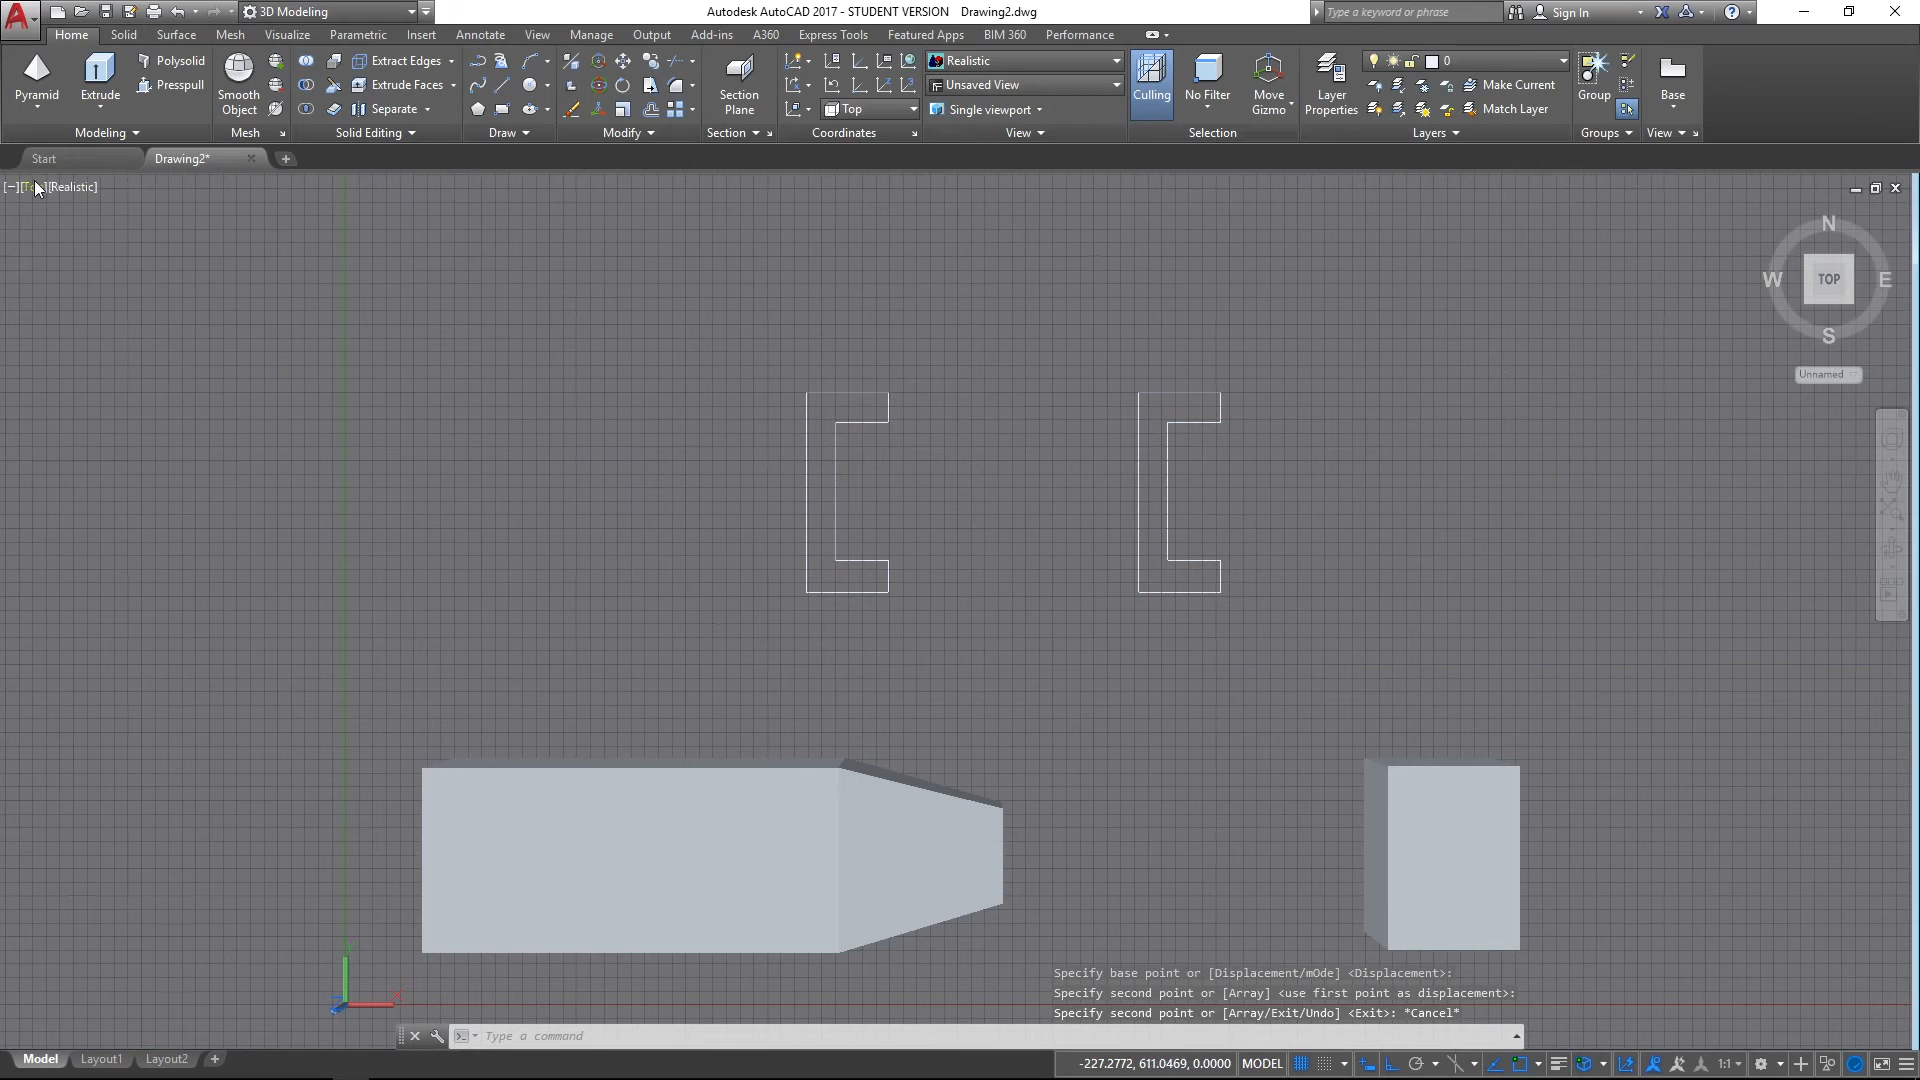 3D Modeling
Autodesk AutoCAD 2017 - STUDENT VERSION Drawing2.dwg
Type a keyword or phrase
Sign In
Home Solid Surface Mesh Visualize Parametric Insert Annotate View Manage Output Add-ins A360 Express Tools Featured Apps BIM 360 Performance
Pyramid
Extrude
Polysolid
Presspull
Modeling
Smooth
Object
Mesh
Extract Edges
Extrude Faces
Separate
Solid Editing
Draw
Modify
Section
Plane
Section
Top
Coordinates
Realistic
Unsaved View
Single viewport
View
Culling
No Filter
Move
Gizmo
Selection
Layer
Properties
0
Make Current
Match Layer
Layers
Group
Groups
Base
View
Start
Drawing2*
[Realistic]
N
W
TOP
E
S
Unnamed
X
Specify base point or [Displacement/mOde] <Displacement>:
Specify second point or [Array] <use first point as displacement>:
Specify second point or [Array/Exit/Undo] <Exit>: *Cancel*
Type a command
Model Layout1 Layout2
-227.2772, 611.0469, 0.0000 MODEL
1:1